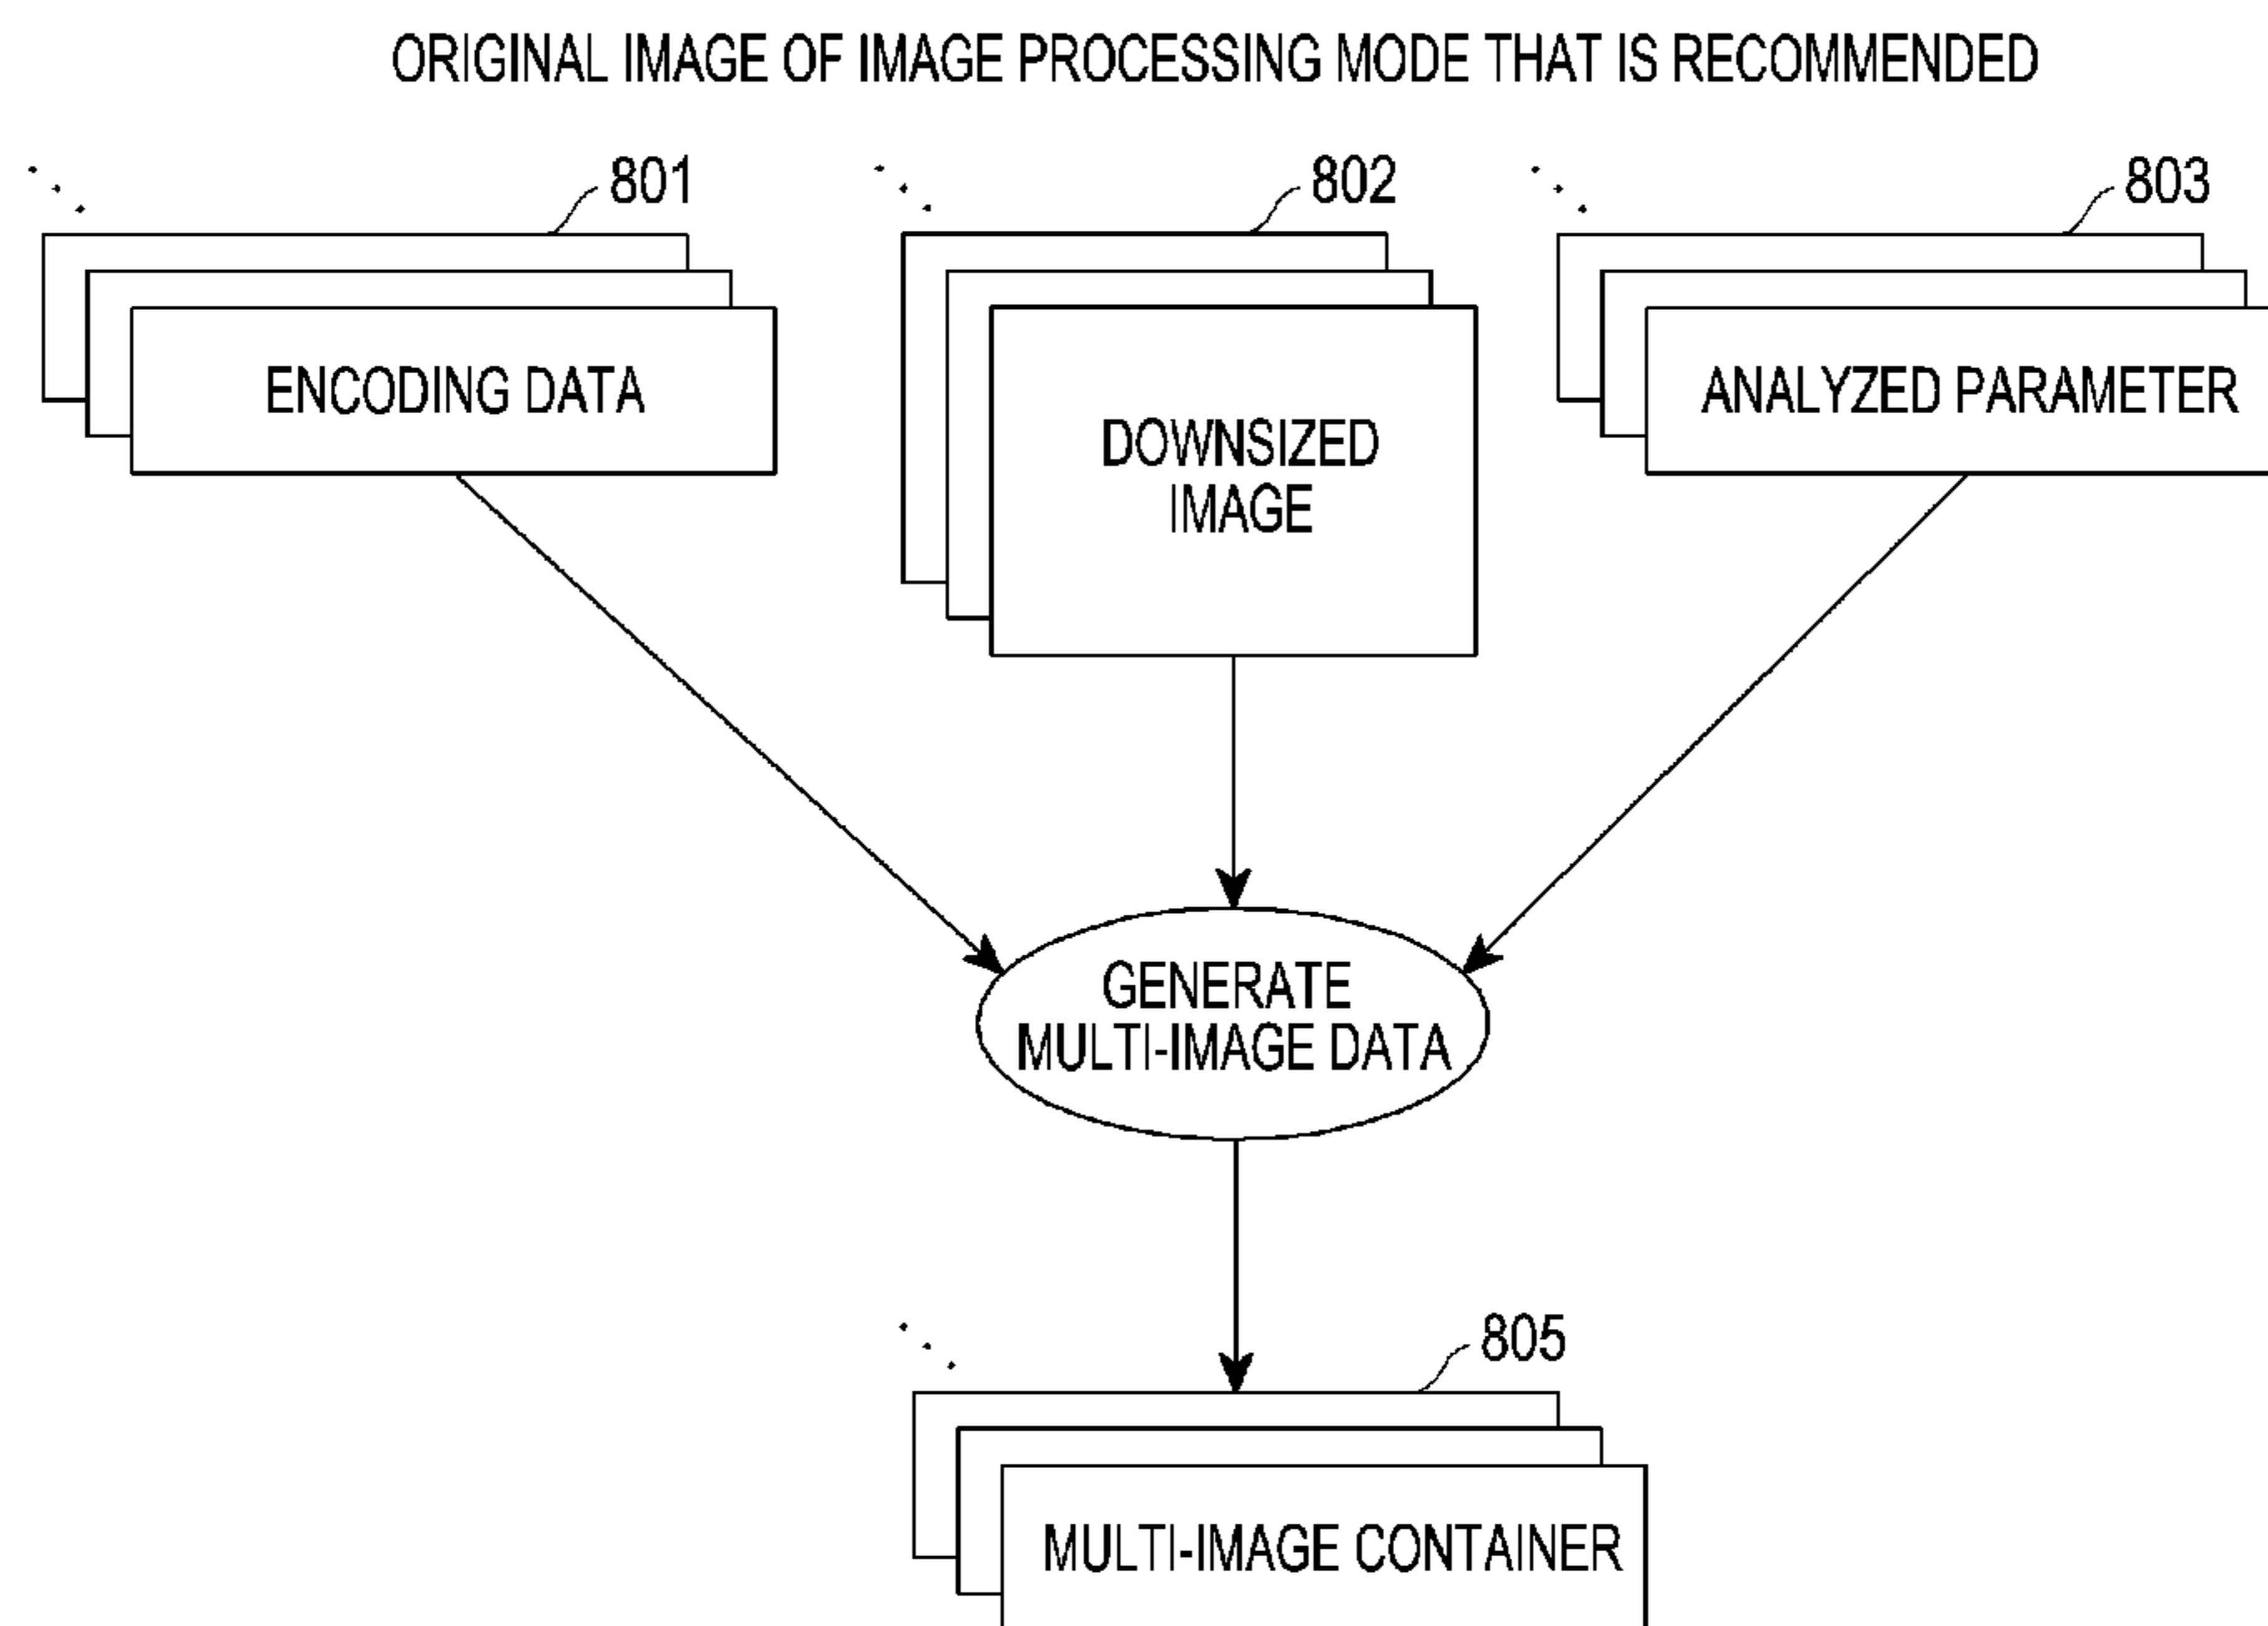 ORIGINAL IMAGE OF IMAGE PROCESSING MODE THAT IS RECOMMENDED
801
802
803
ENCODING DATA
DOWNSIZED
IMAGE
ANALYZED PARAMETER
GENERATE
MULTI-IMAGE DATA
805
MULTI-IMAGE CONTAINER